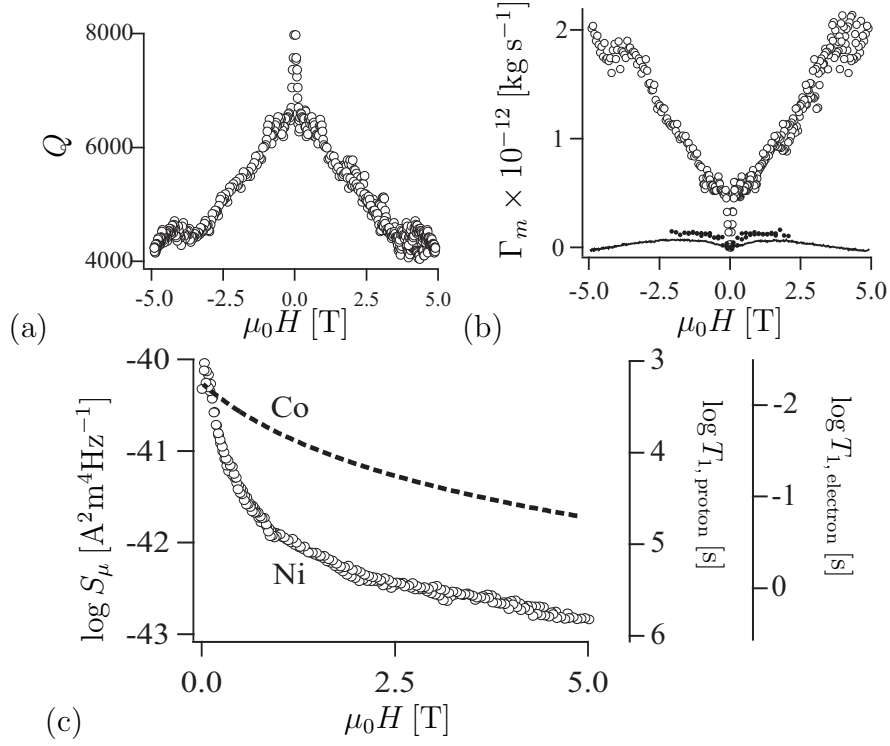 8000
6000
4000
Q
-5.0 -2.5 0.0 2.5 5.0
μ₀H [T]
(a)
2
1
0
Γₘ × 10⁻¹² [kg s⁻¹]
-5.0 -2.5 0.0 2.5 5.0
μ₀H [T]
(b)
-40
-41
-42
-43
log S_μ [A²m⁴Hz⁻¹]
Co
Ni
0.0 2.5 5.0
μ₀H [T]
(c)
3
4
5
6
log T₁, proton [s]
-2
-1
0
log T₁, electron [s]